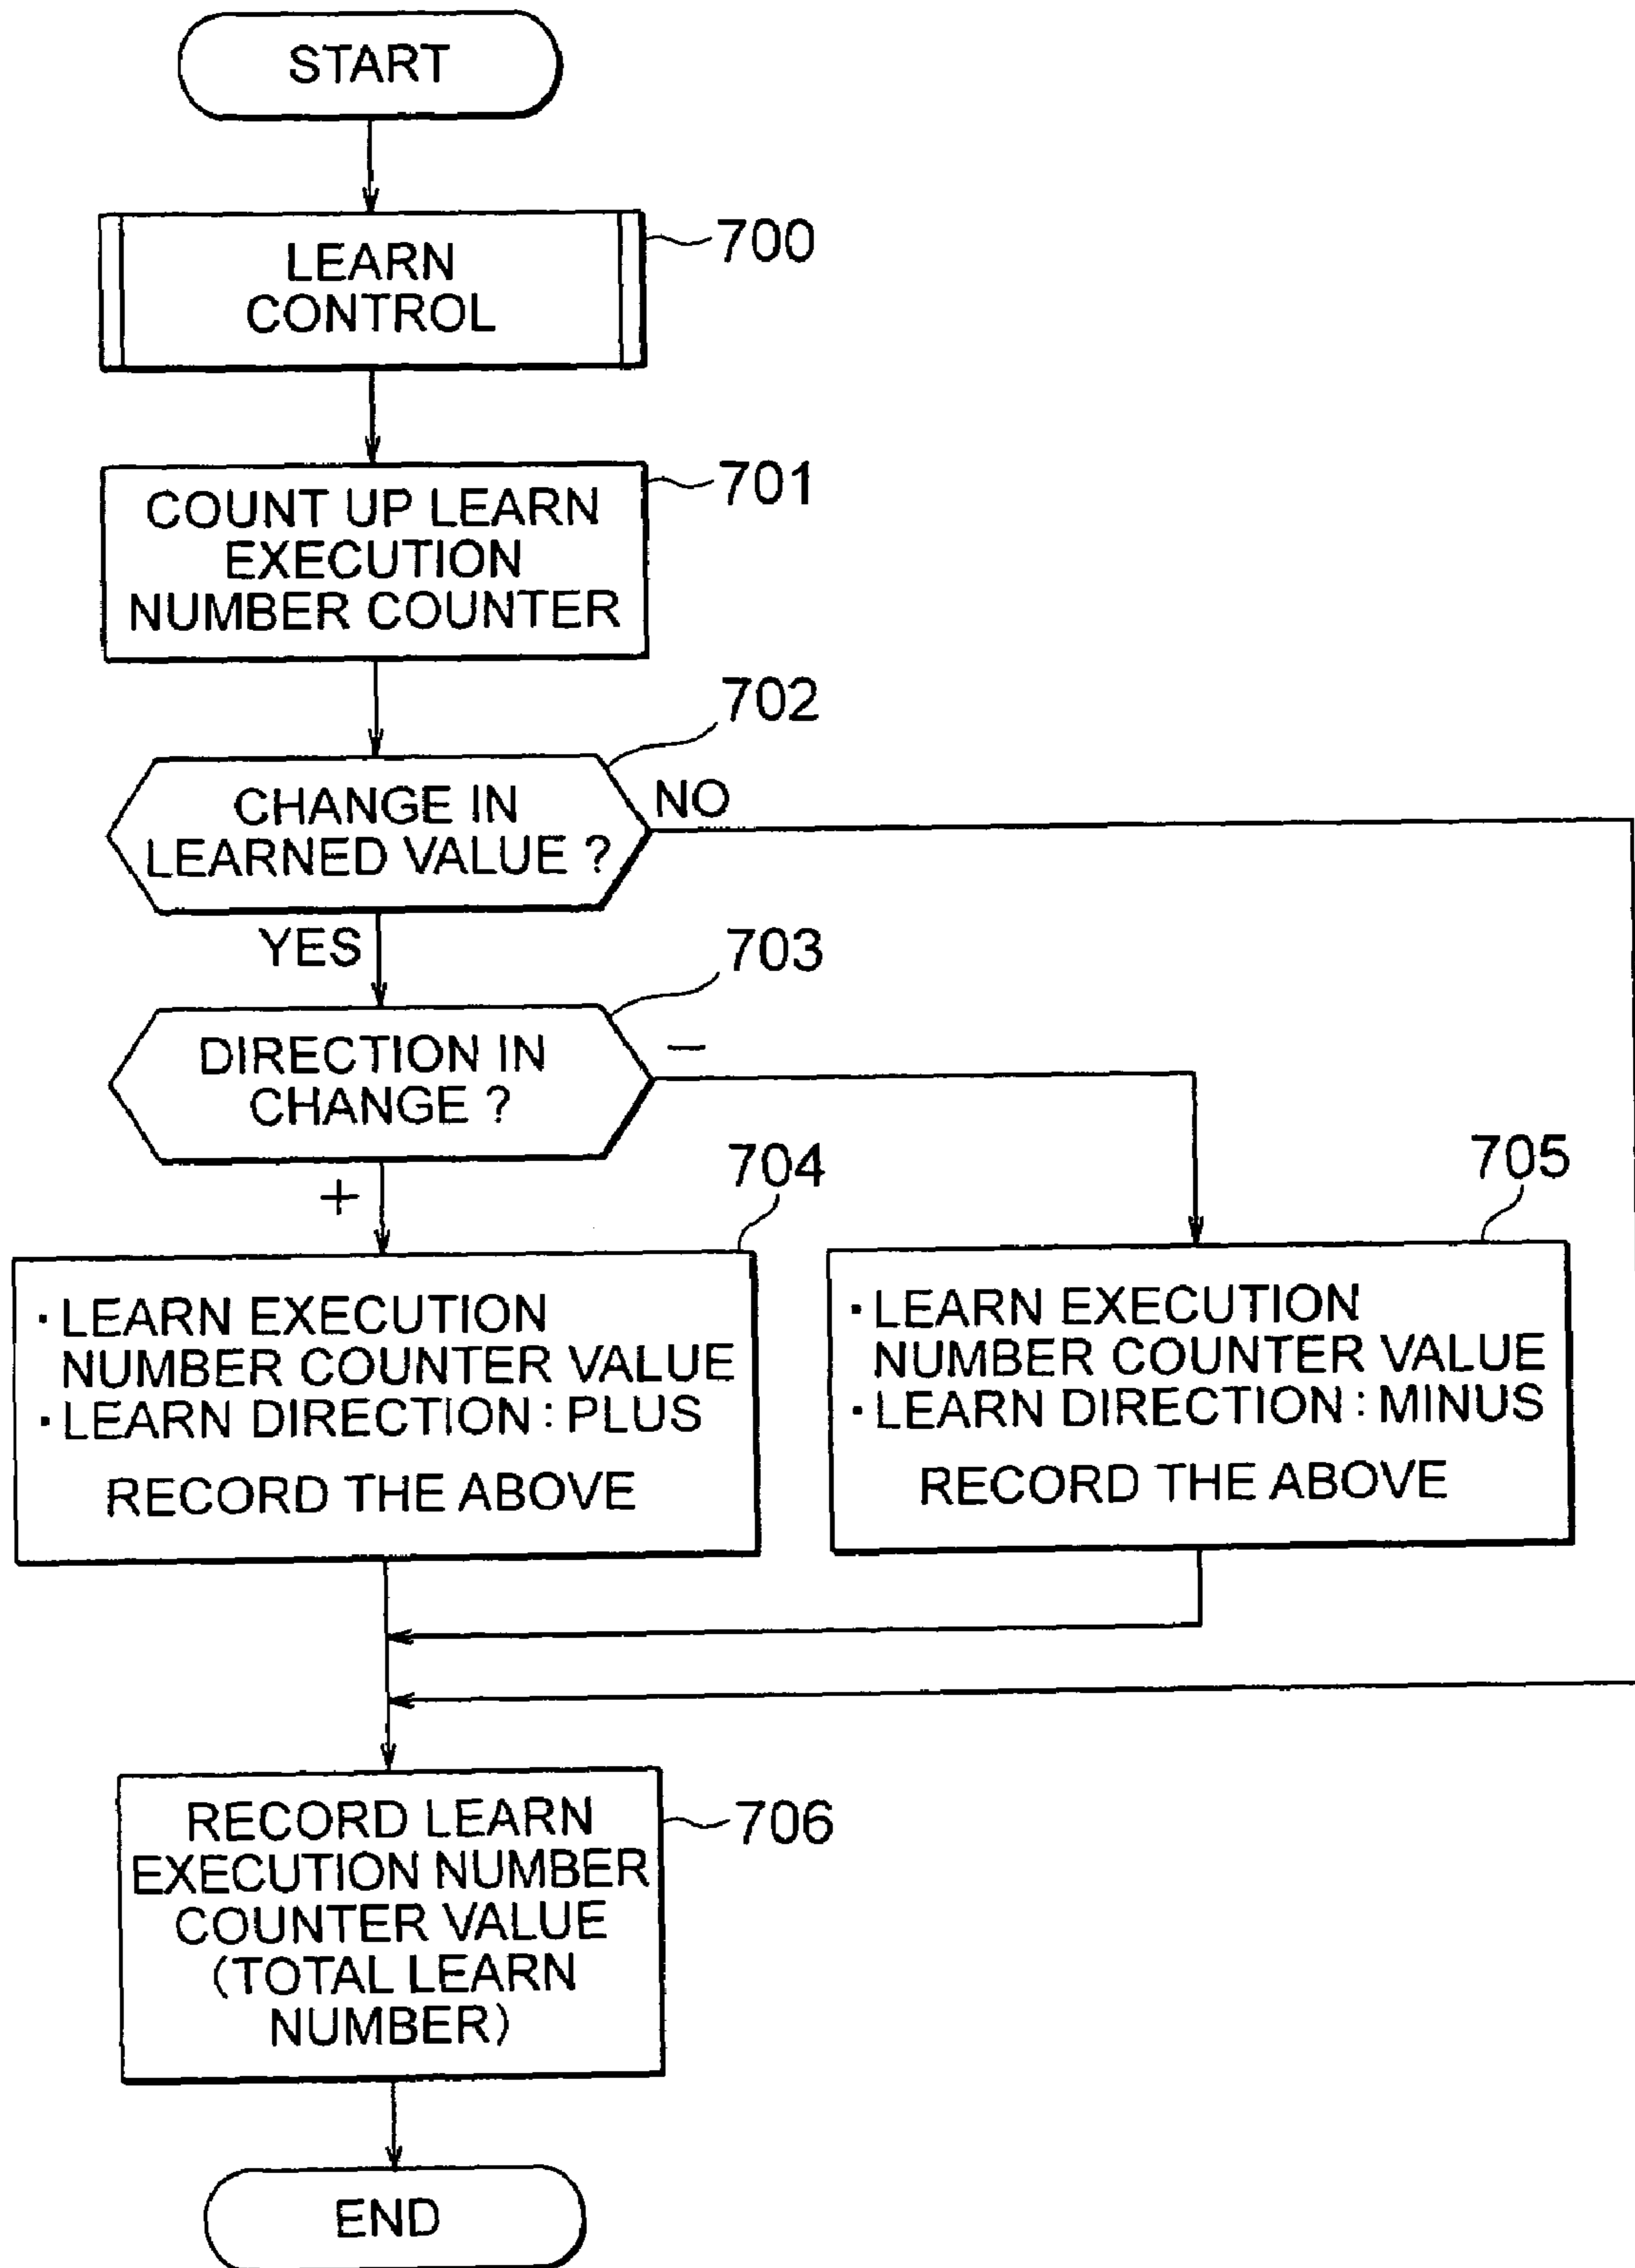 START
LEARN
CONTROL
700
COUNT UP LEARN
EXECUTION
NUMBER COUNTER
701
702
CHANGE IN
LEARNED VALUE ?
NO
YES
703
DIRECTION IN
CHANGE ?
−
+
704
· LEARN EXECUTION
NUMBER COUNTER VALUE
· LEARN DIRECTION : PLUS
RECORD THE ABOVE
705
· LEARN EXECUTION
NUMBER COUNTER VALUE
· LEARN DIRECTION : MINUS
RECORD THE ABOVE
RECORD LEARN
EXECUTION NUMBER
COUNTER VALUE
(TOTAL LEARN
NUMBER)
706
END